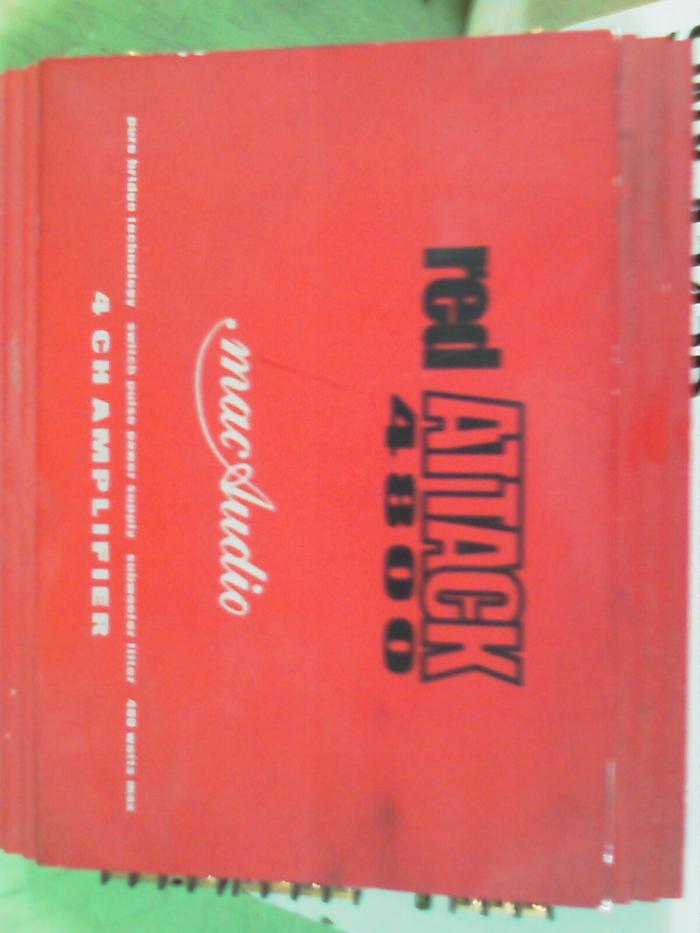 red ATTACK
4800
mac Audio
pure bridge technology switch pulse power supply subwoofer filter 400 watts max
4 CH AMPLIFIER